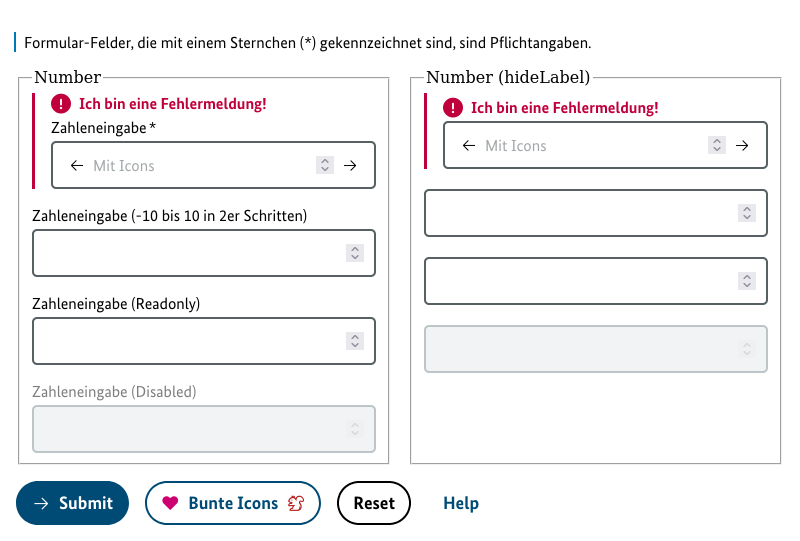 Formular-Felder, die mit einem Sternchen (*) gekennzeichnet sind, sind Pflichtangaben.
Number
Ich bin eine Fehlermeldung!
Zahleneingabe *
Mit Icons
Zahleneingabe (-10 bis 10 in 2er Schritten)
Zahleneingabe (Readonly)
Zahleneingabe (Disabled)
Number (hideLabel)
Ich bin eine Fehlermeldung!
Mit Icons
Submit
Bunte Icons
Reset
Help